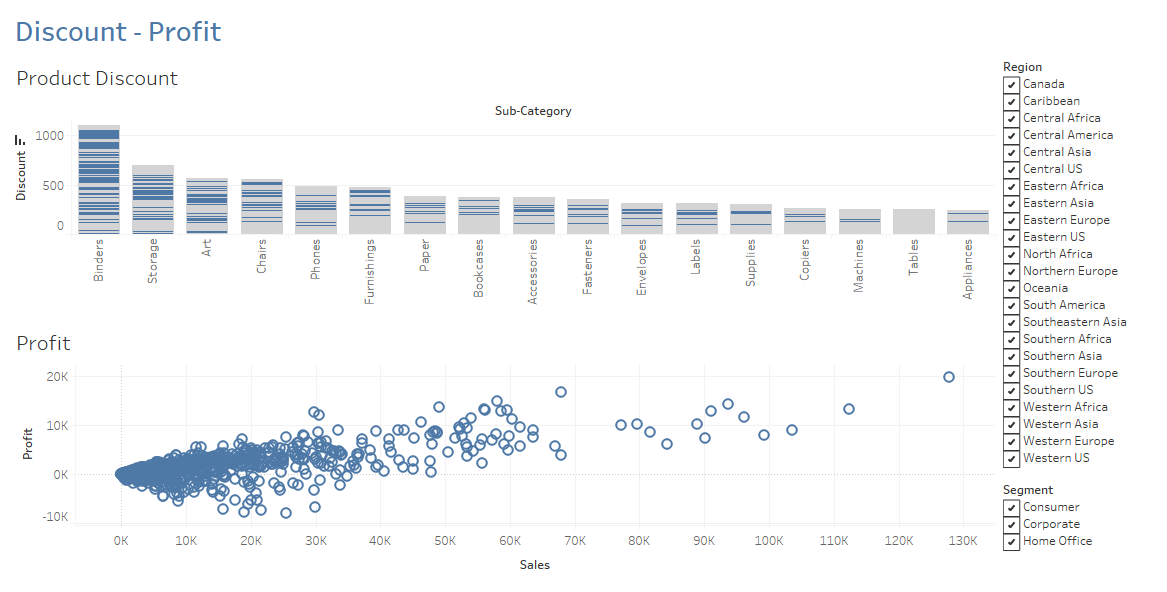 Discount - Profit
Product Discount
Sub-Category
Discount
1000
500
0
Binders
Storage
Art
Chairs
Phones
Furnishings
Paper
Bookcases
Accessories
Fasteners
Envelopes
Labels
Supplies
Copiers
Machines
Tables
Appliances
Profit
Profit
20K
10K
0K
-10K
0K 10K 20K 30K 40K 50K 60K 70K 80K 90K 100K 110K 120K 130K
Sales
Region
Canada
Caribbean
Central Africa
Central America
Central Asia
Central US
Eastern Africa
Eastern Asia
Eastern Europe
Eastern US
North Africa
Northern Europe
Oceania
South America
Southeastern Asia
Southern Africa
Southern Asia
Southern Europe
Southern US
Western Africa
Western Asia
Western Europe
Western US
Segment
Consumer
Corporate
Home Office